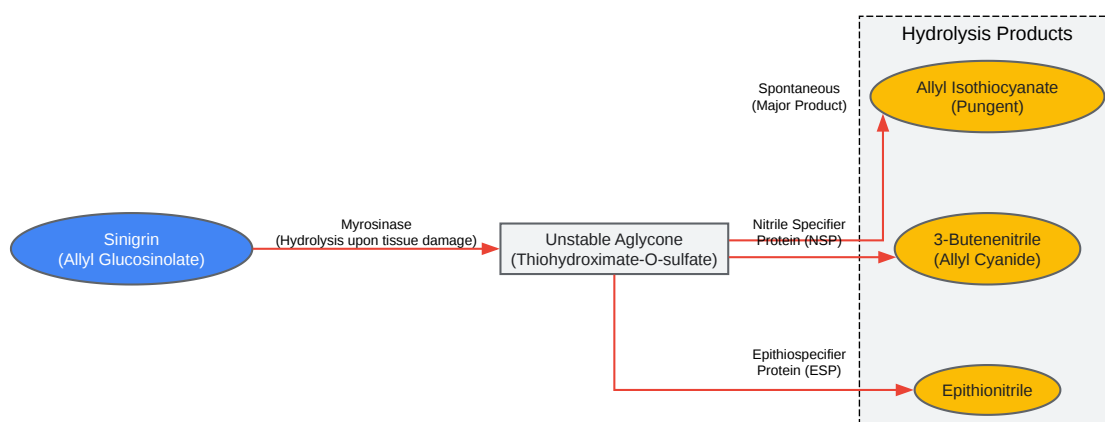 Hydrolysis Products
Spontaneous
(Major Product)
Allyl Isothiocyanate
(Pungent)
Sinigrin
(Allyl Glucosinolate)
Myrosinase
(Hydrolysis upon tissue damage)
Unstable Aglycone
(Thiohydroximate-O-sulfate)
Nitrile Specifier
Protein (NSP)
3-Butenenitrile
(Allyl Cyanide)
Epithiospecifier
Protein (ESP)
Epithionitrile